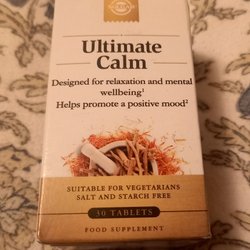 Ultimate
Calm
Designed for relaxation and mental
wellbeing¹
Helps promote a positive mood²
SUITABLE FOR VEGETARIANS
SALT AND STARCH FREE
30 TABLETS
FOOD SUPPLEMENT